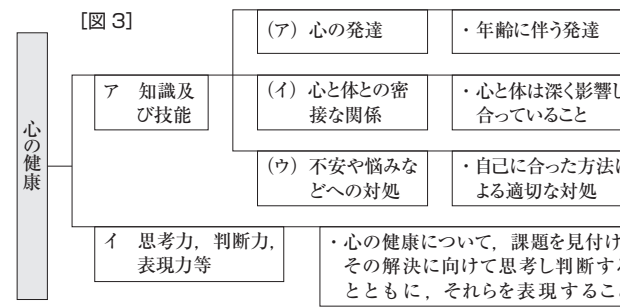 [図 3]
心の健康
ア 知識及
び技能
(ア) 心の発達
・年齢に伴う発達
(イ) 心と体との密
接な関係
・心と体は深く影響し
合っていること
(ウ) 不安や悩みな
どへの対処
・自己に合った方法に
よる適切な対処
イ 思考力，判断力，
表現力等
・心の健康について，課題を見付け
その解決に向けて思考し判断する
とともに，それらを表現するこ